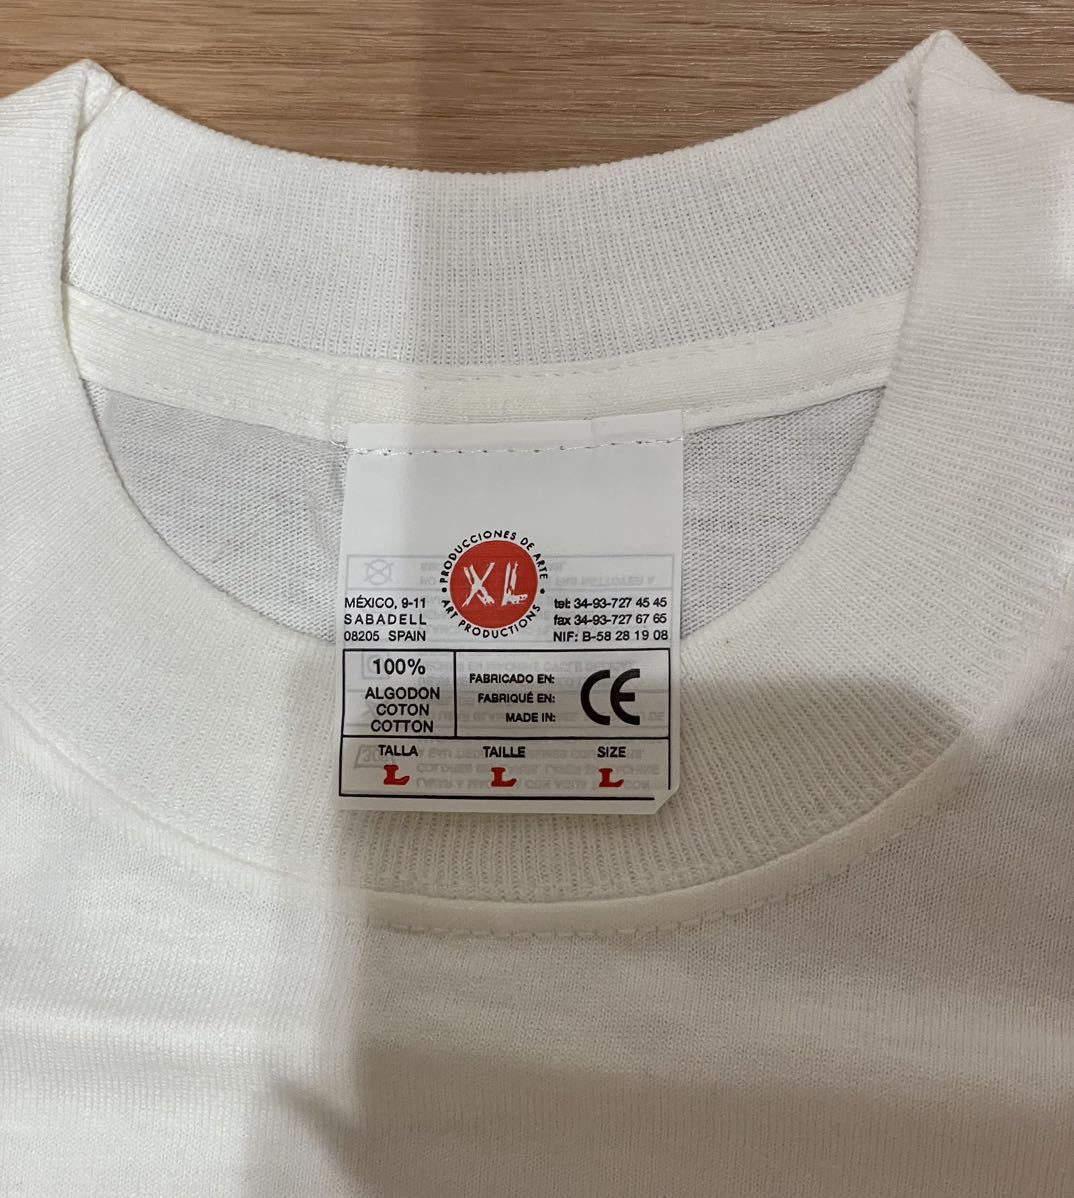 PRODUCCIONES DE ARTE
XL
ART PRODUCTIONS
MÉXICO, 9-11
SABADELL
08205 SPAIN
tel: 34-93-727 45 45
fax 34-93-727 67 65
NIF: B-58 28 19 08
100%
ALGODON
COTON
COTTON
FABRICADO EN:
FABRIQUÉ EN:
MADE IN:
CE
TALLA
L
TAILLE
L
SIZE
L